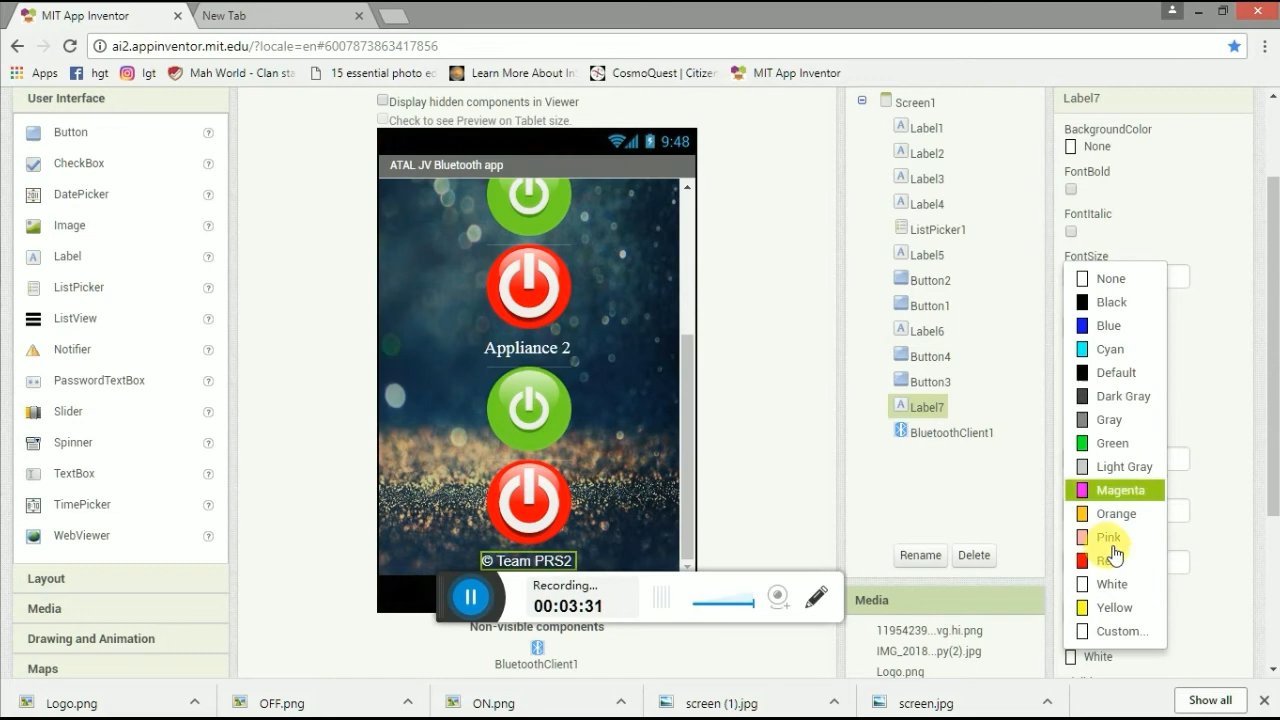 MIT App Inventor
New Tab
ai2.appinventor.mit.edu/?locale=en#6007873863417856
Apps
hgt
Igt
Mah World - Clan sta
15 essential photo e
Learn More About In
CosmoQuest | Citizen
MIT App Inventor
User Interface
Button
CheckBox
DatePicker
Image
Label
ListPicker
ListView
Notifier
PasswordTextBox
Slider
Spinner
TextBox
TimePicker
WebViewer
Layout
Media
Drawing and Animation
Maps
Display hidden components in Viewer
Check to see Preview on Tablet size.
9:48
ATAL JV Bluetooth app
Appliance 2
© Team PRS2
Recording...
00:03:31
Non-visible components
BluetoothClient1
Screen1
Label1
Label2
Label3
Label4
ListPicker1
Label5
Button2
Button1
Label6
Button4
Button3
Label7
BluetoothClient1
Rename
Delete
Media
11954239...vg.hi.png
IMG_2018...py(2).jpg
Logo.png
Label7
BackgroundColor
None
FontBold
FontItalic
FontSize
None
Black
Blue
Cyan
Default
Dark Gray
Gray
Green
Light Gray
Magenta
Orange
Pink
White
Yellow
Custom...
White
Logo.png
OFF.png
ON.png
screen (1).jpg
screen.jpg
Show all